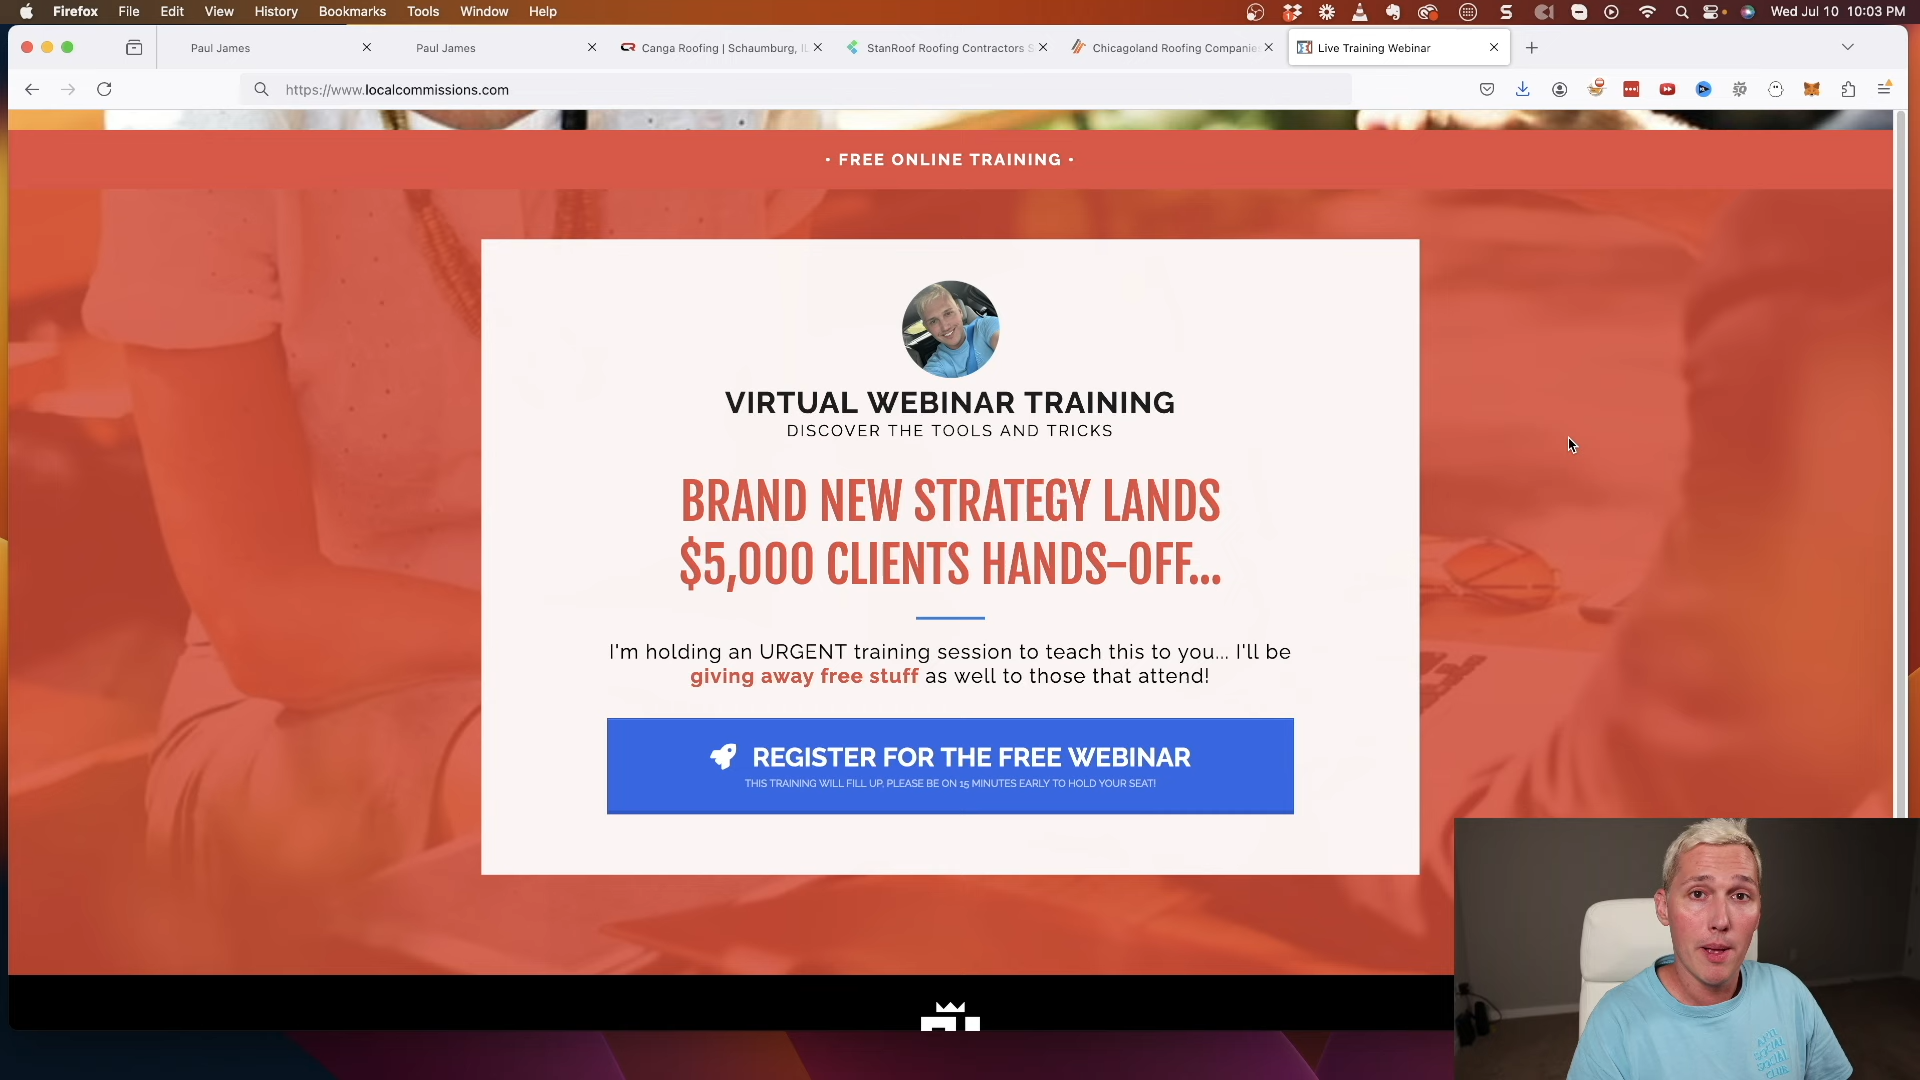 Firefox File Edit View History Bookmarks Tools Window Help
Wed Jul 10 10:03 PM
Paul James
Paul James
Canga Roofing | Schaumburg, IL
StanRoof Roofing Contractors S
Chicagoland Roofing Companie
Live Training Webinar
https://www.localcommissions.com
• FREE ONLINE TRAINING •
VIRTUAL WEBINAR TRAINING
DISCOVER THE TOOLS AND TRICKS
BRAND NEW STRATEGY LANDS
$5,000 CLIENTS HANDS-OFF...
I'm holding an URGENT training session to teach this to you... I'll be
giving away free stuff as well to those that attend!
REGISTER FOR THE FREE WEBINAR
THIS TRAINING WILL FILL UP, PLEASE BE ON 15 MINUTES EARLY TO HOLD YOUR SEAT!
ANTI
SOCIAL
SOCIAL
CLUB